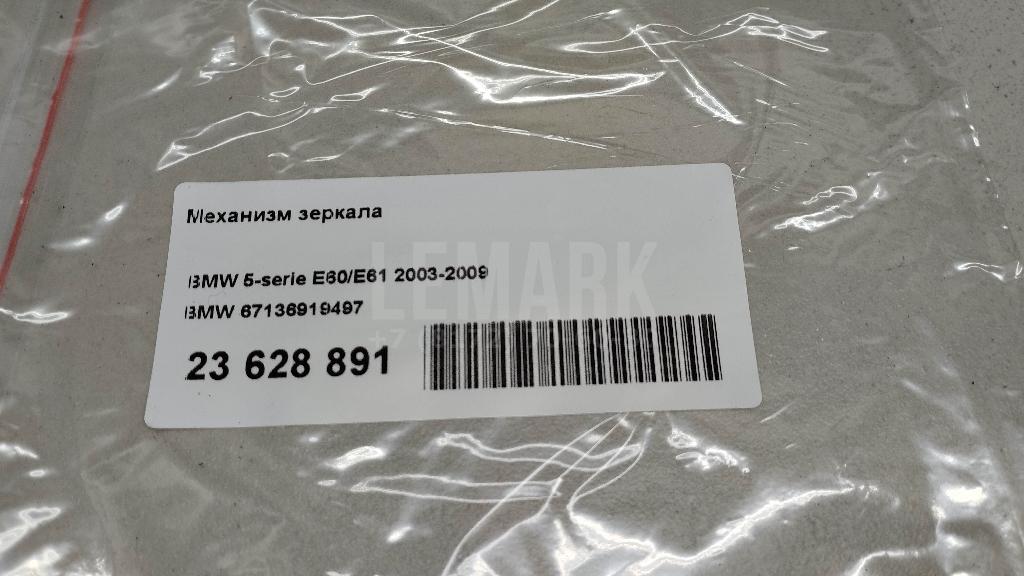 Механизм зеркала
BMW 5-serie E60/E61 2003-2009
LEMARK
BMW 67136919497
23 628 891